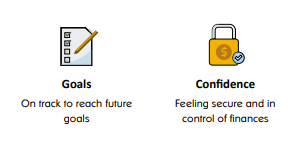 Goals
On track to reach future
goals
Confidence
Feeling secure and in
control of finances